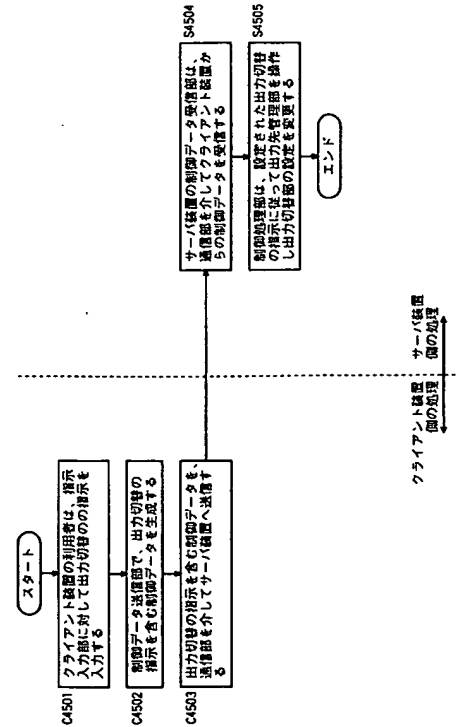 スタート
C4501
クライアント装置の利用者は、指示
入力部に対して出力切替のの指示を
入力する
C4502
制御データ送信部で、出力切替の
指示を含む制御データを生成する
C4503
出力切替の指示を含む制御データを、
通信部を介してサーバ装置へ送信す
る
S4504
サーバ装置の制御データ受信部は、
通信部を介してクライアント装置か
らの制御データを受信する
S4505
制御処理部は、設定された出力切替
の指示に従って出力先管理部を操作
し出力切替部の設定を変更する
エンド
クライアント装置
側の処理
サーバ装置
側の処理